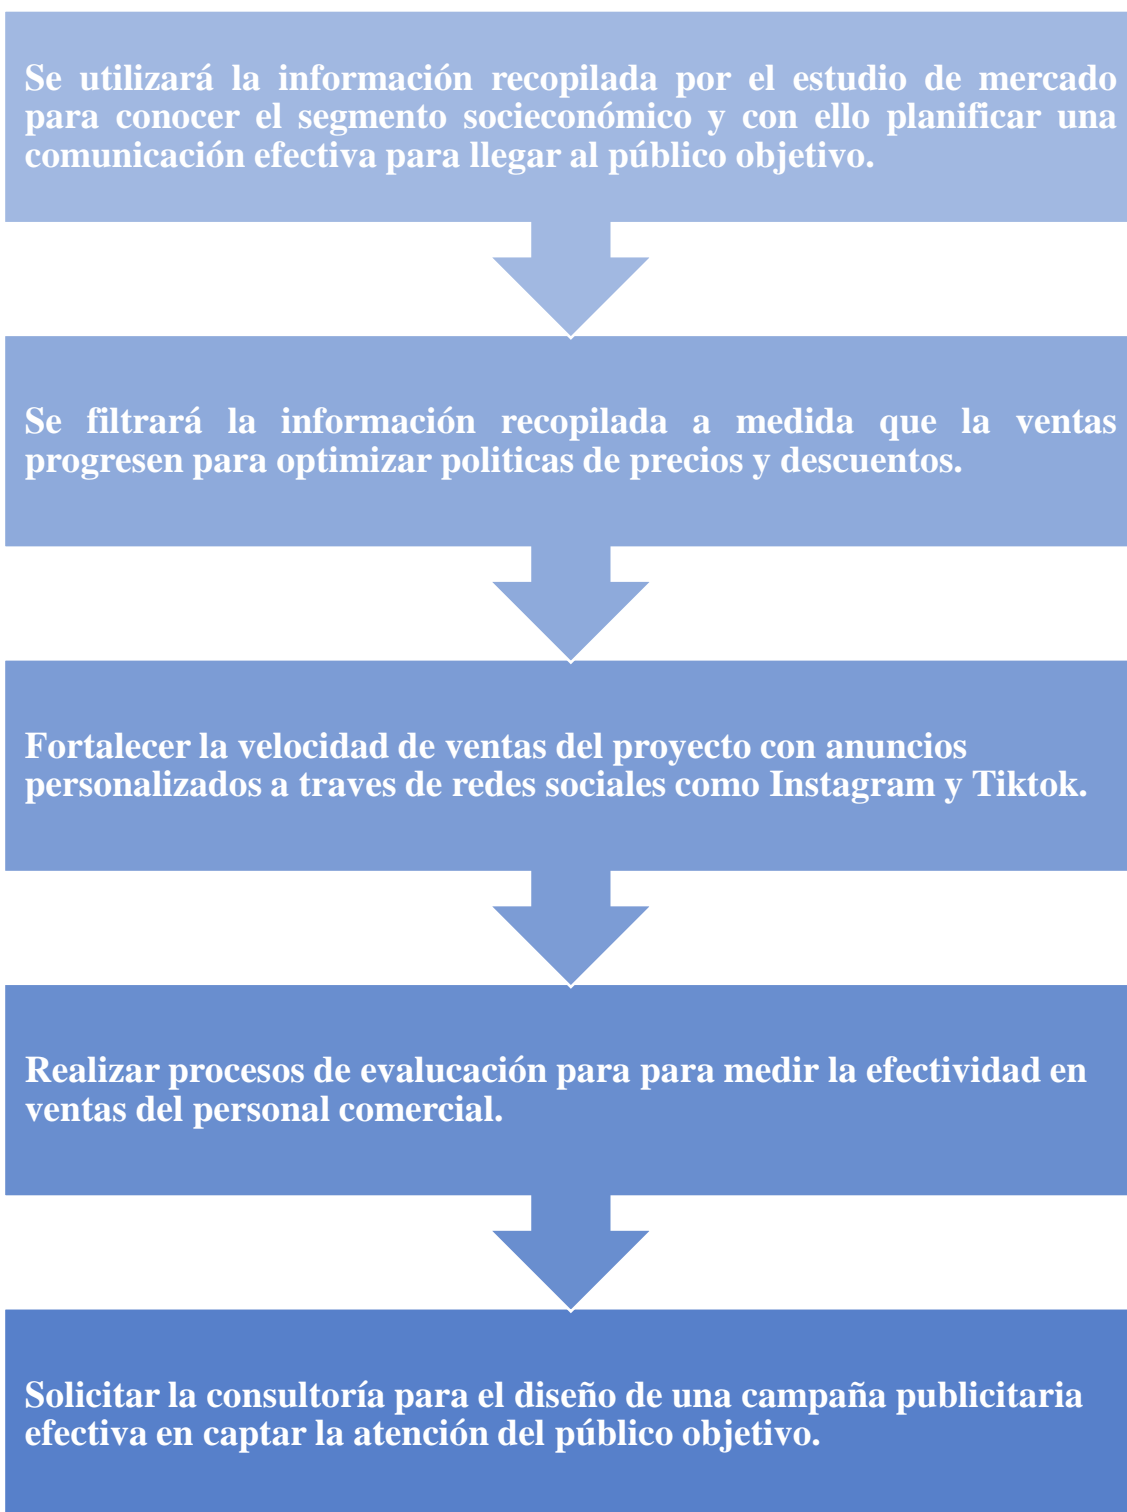 Se utilizará la información recopilada por el estudio de mercado
para conocer el segmento socieconómico y con ello planificar una
comunicación efectiva para llegar al público objetivo.
Se filtrará la información recopilada a medida que la ventas
progresen para optimizar politicas de precios y descuentos.
Fortalecer la velocidad de ventas del proyecto con anuncios
personalizados a traves de redes sociales como Instagram y Tiktok.
Realizar procesos de evalucación para para medir la efectividad en
ventas del personal comercial.
Solicitar la consultoría para el diseño de una campaña publicitaria
efectiva en captar la atención del público objetivo.